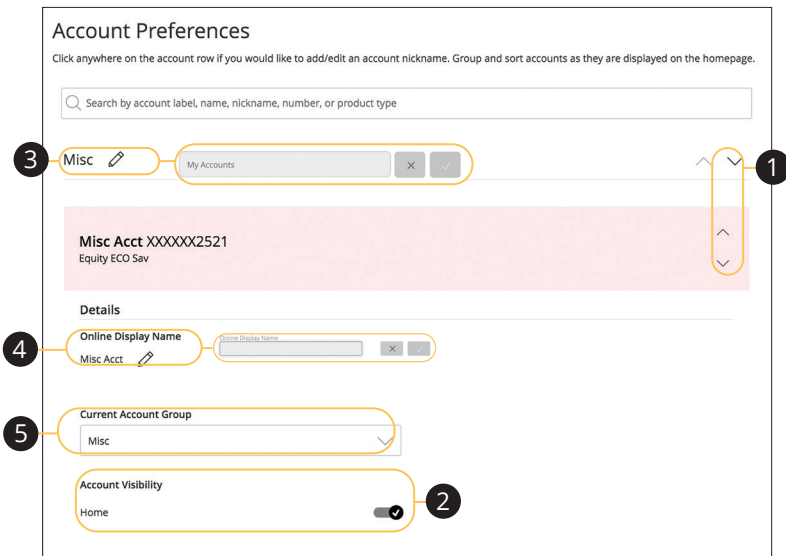 Account Preferences
Click anywhere on the account row if you would like to add/edit an account nickname. Group and sort accounts as they are displayed on the homepage.
Search by account label, name, nickname, number, or product type
3
Misc
My Accounts
1
Misc Acct XXXXXX2521
Equity ECO Sav
Details
4
Online Display Name
Online Display Name
Misc Acct
5
Current Account Group
Misc
Account Visibility
2
Home